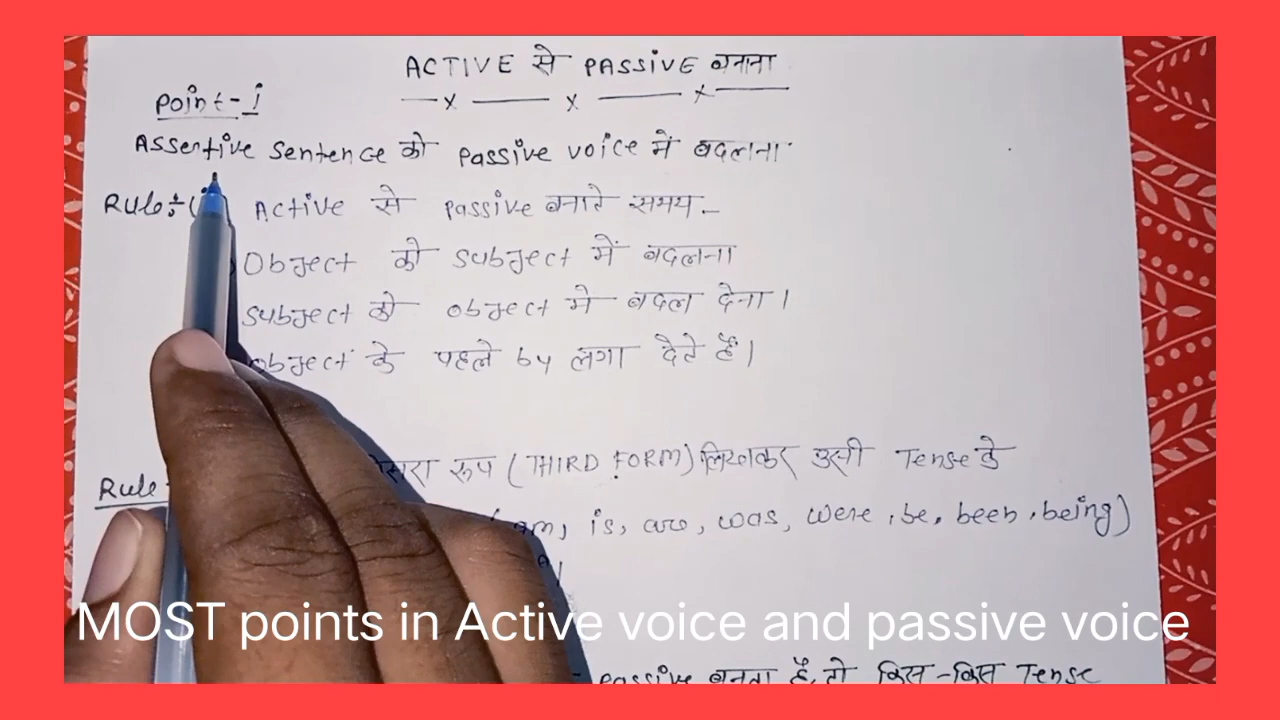 ACTIVE से PASSIVE बनाना
Point-i
Assertive sentence को passive voice में बदलना
Rule
Active से passive बनाते समय-
Object को subject में बदलना
subject को object में बदल देना।
object के पहले by लगा देते है।
रूप (THIRD FORM) लिखकर उसी Tense के
Rule
am, is, are, was, were, be, been, being)
MOST points in Active voice and passive voice
passive बनता है, तो किस-किस Tense